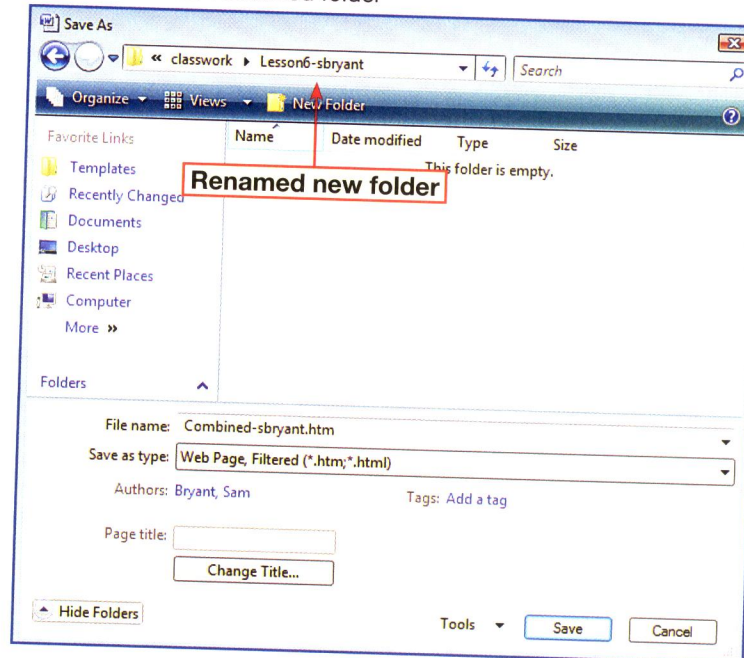 folder
Save As
« classwork ▸ Lesson6-sbryant
Search
Organize Views New Folder
Favorite Links
Name Date modified Type Size
This folder is empty.
Templates
Renamed new folder
Recently Changed
Documents
Desktop
Recent Places
Computer
More »
Folders
File name: Combined-sbryant.htm
Save as type: Web Page, Filtered (*.htm;*.html)
Authors: Bryant, Sam Tags: Add a tag
Page title:
Change Title...
Hide Folders
Tools Save Cancel